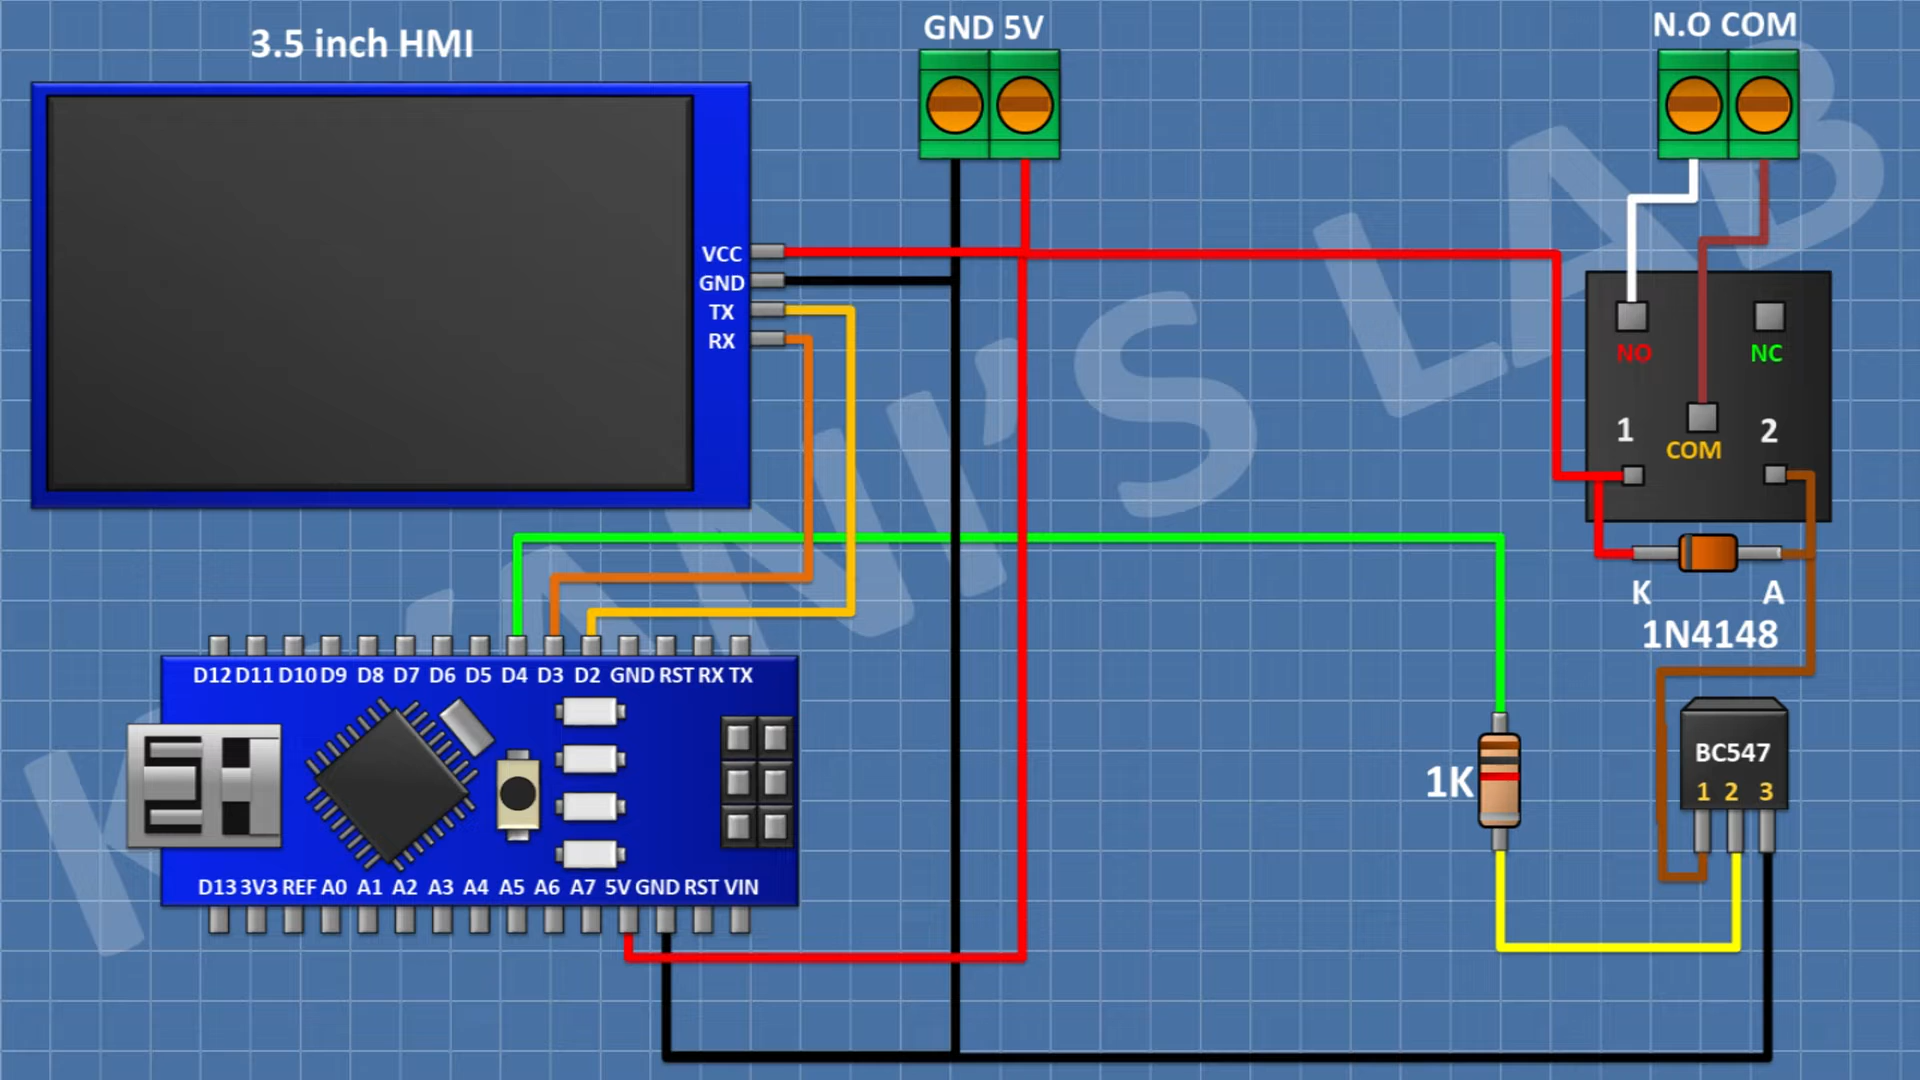 3.5 inch HMI
GND 5V
N.O COM
VCC
GND
TX
RX
NO
NC
1
2
COM
K
A
1N4148
D12 D11 D10 D9 D8 D7 D6 D5 D4 D3 D2 GND RST RX TX
BC547
1 2 3
1K
D13 3V3 REF A0 A1 A2 A3 A4 A5 A6 A7 5V GND RST VIN